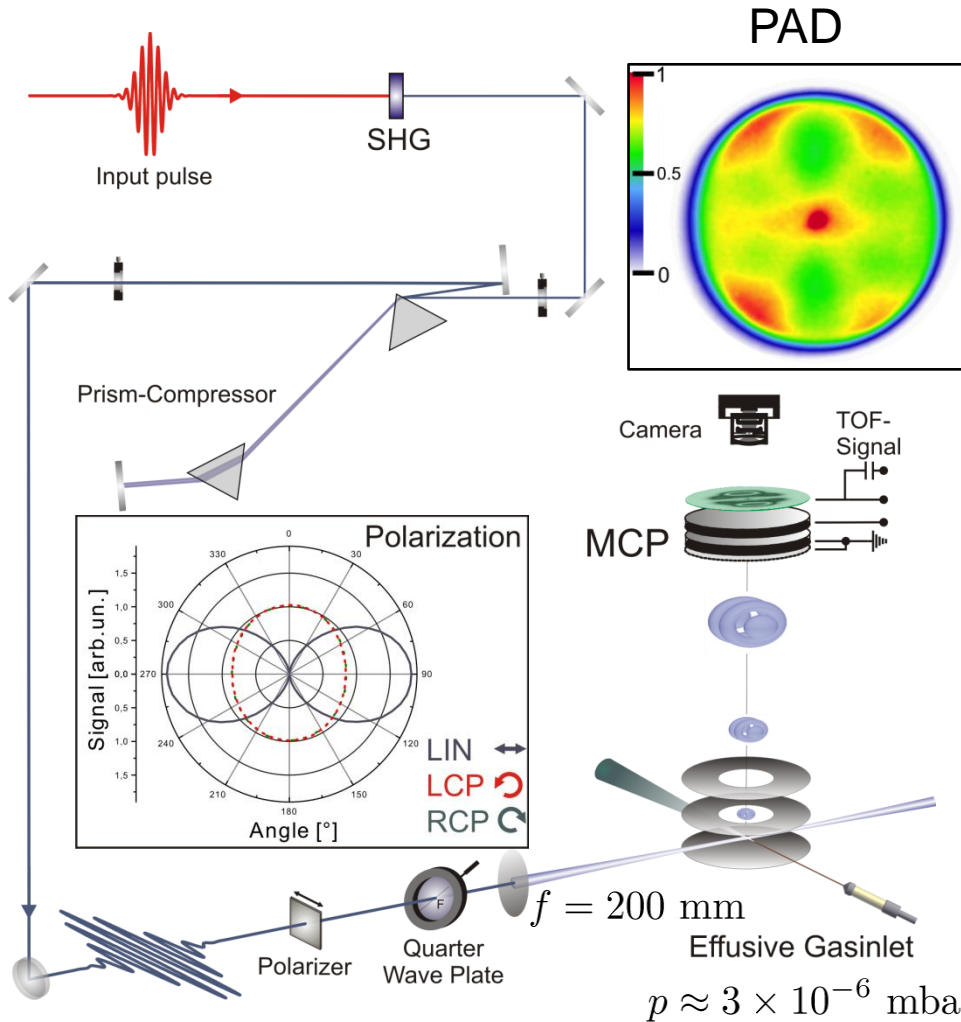 PAD
1
0.5
0
SHG
Input pulse
Prism-Compressor
Camera
TOF-
Signal
MCP
Polarization
0
30
60
90
120
150
180
210
240
270
300
330
1,5
1,0
0,5
0,0
0,5
1,0
1,5
Signal [arb.un.]
Angle [°]
LIN
LCP
RCP
Polarizer
F
Quarter
Wave Plate
f = 200 mm
Effusive Gasinlet
p ≈ 3 × 10⁻⁶ mba